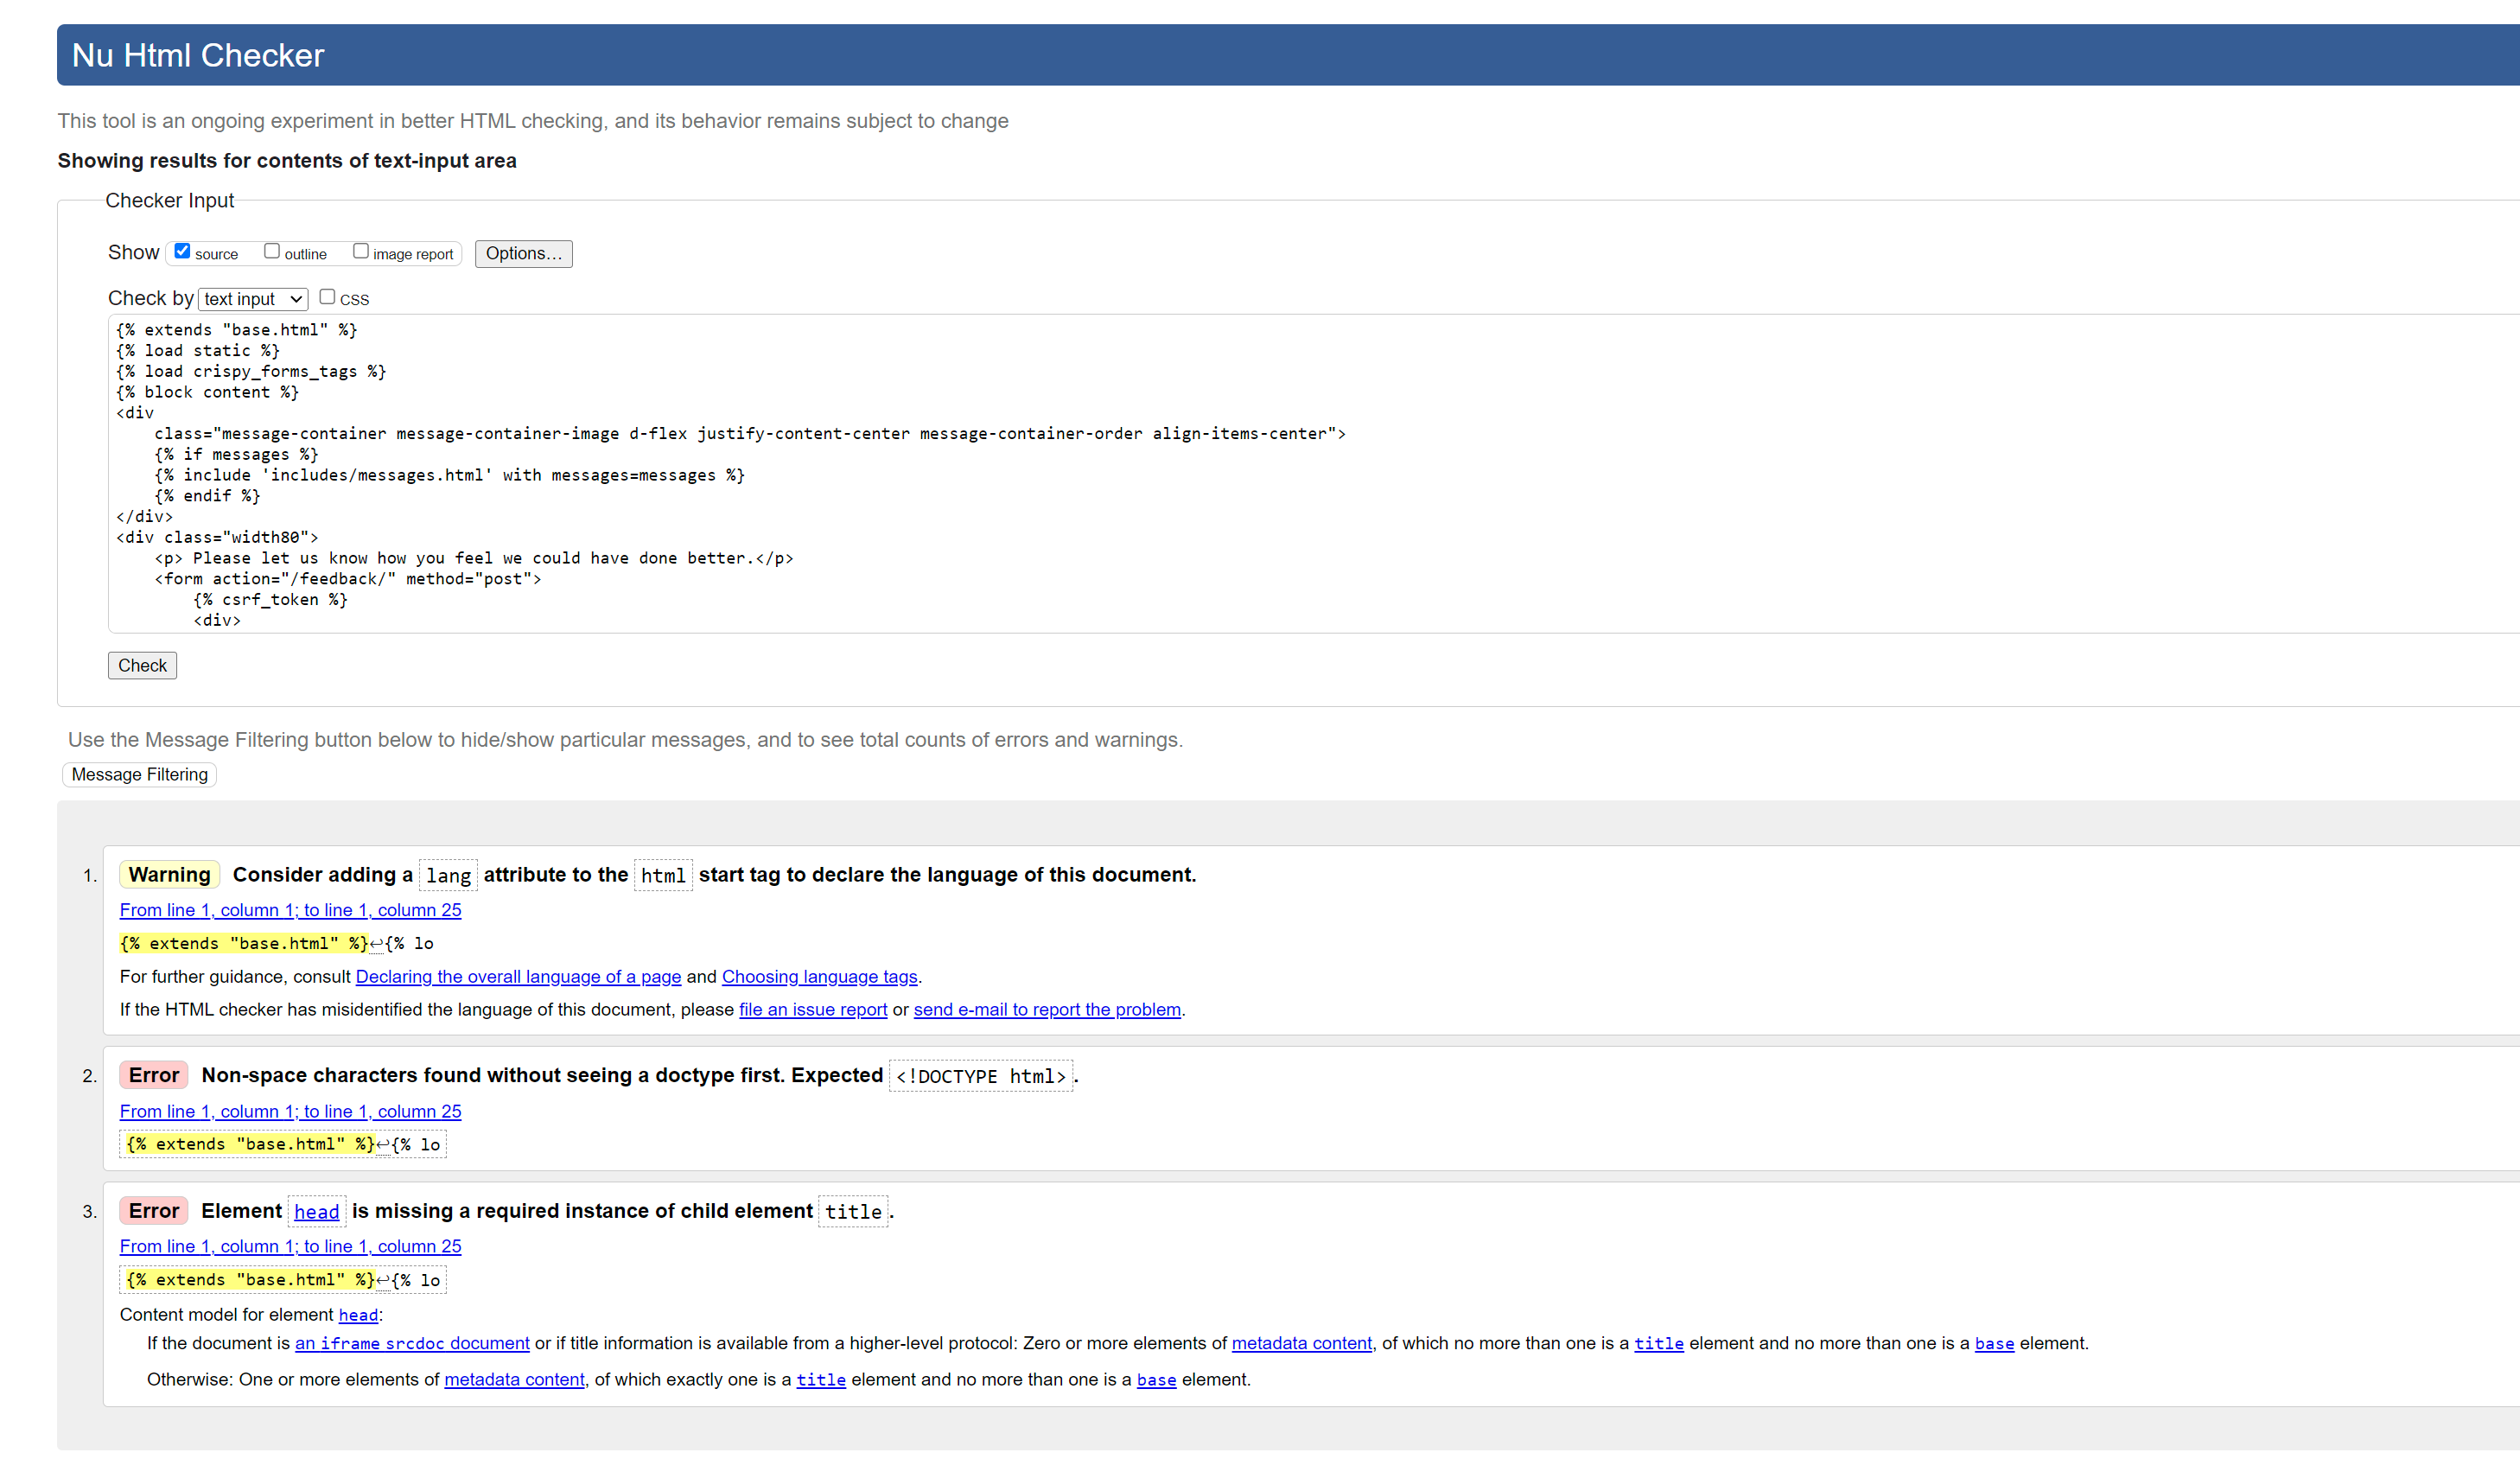 Nu Html Checker
This tool is an ongoing experiment in better HTML checking, and its behavior remains subject to change
Showing results for contents of text-input area
Checker Input
Show source outline image report Options...
Check by text input CSS
{% extends "base.html" %}
{% load static %}
{% load crispy_forms_tags %}
{% block content %}
<div
    class="message-container message-container-image d-flex justify-content-center message-container-order align-items-center">
    {% if messages %}
    {% include 'includes/messages.html' with messages=messages %}
    {% endif %}
</div>
<div class="width80">
    <p> Please let us know how you feel we could have done better.</p>
    <form action="/feedback/" method="post">
        {% csrf_token %}
        <div>
Check
Use the Message Filtering button below to hide/show particular messages, and to see total counts of errors and warnings.
Message Filtering
1. Warning Consider adding a lang attribute to the html start tag to declare the language of this document.
From line 1, column 1; to line 1, column 25
{% extends "base.html" %}↩{% lo
For further guidance, consult Declaring the overall language of a page and Choosing language tags.
If the HTML checker has misidentified the language of this document, please file an issue report or send e-mail to report the problem.
2. Error Non-space characters found without seeing a doctype first. Expected <!DOCTYPE html>.
From line 1, column 1; to line 1, column 25
{% extends "base.html" %}↩{% lo
3. Error Element head is missing a required instance of child element title.
From line 1, column 1; to line 1, column 25
{% extends "base.html" %}↩{% lo
Content model for element head:
If the document is an iframe srcdoc document or if title information is available from a higher-level protocol: Zero or more elements of metadata content, of which no more than one is a title element and no more than one is a base element.
Otherwise: One or more elements of metadata content, of which exactly one is a title element and no more than one is a base element.